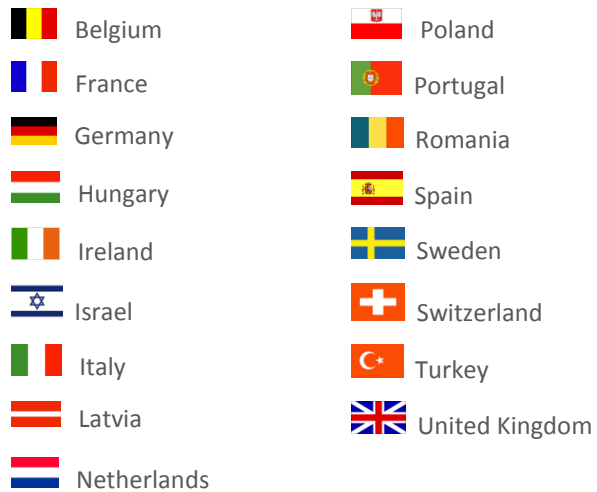 Belgium
France
Germany
Hungary
Ireland
Israel
Italy
Latvia
Netherlands
Poland
Portugal
Romania
Spain
Sweden
Switzerland
Turkey
United Kingdom